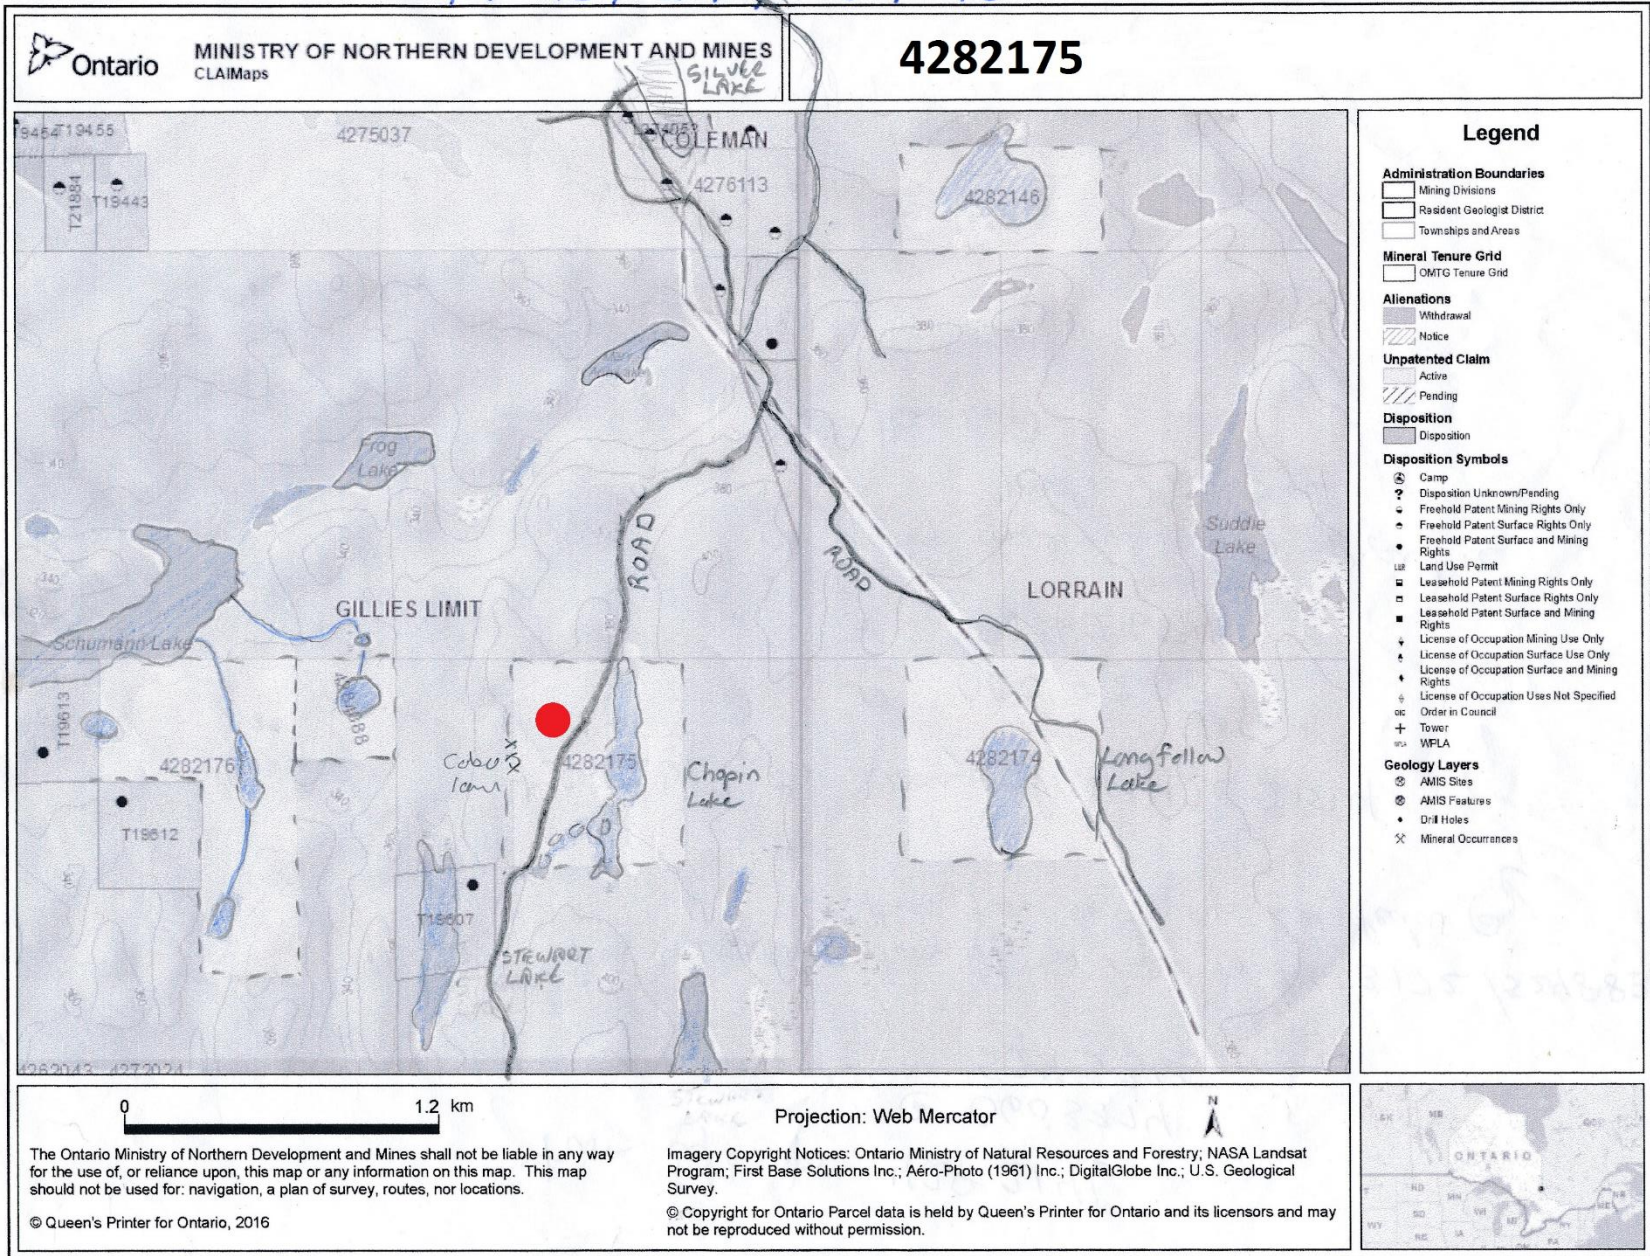 Ontario
MINISTRY OF NORTHERN DEVELOPMENT AND MINES
CLAIMaps
4282175
SILVER
LAKE
T19455
4275037
COLEMAN
T21884
T19443
4276113
4282146
Frog
Lake
ROAD
ROAD
Suddie
Lake
LORRAIN
GILLIES LIMIT
Schumann Lake
T19613
4282176
4282175
Chopin
Lake
4282174
Longfellow
Lake
T19612
T19607
STEWART
LAKE
4262043 4272024
Legend
Administration Boundaries
Mining Divisions
Resident Geologist District
Townships and Areas
Mineral Tenure Grid
OMTG Tenure Grid
Alienations
Withdrawal
Notice
Unpatented Claim
Active
Pending
Disposition
Disposition
Disposition Symbols
Camp
? Disposition Unknown/Pending
Freehold Patent Mining Rights Only
Freehold Patent Surface Rights Only
Freehold Patent Surface and Mining
Rights
LUP Land Use Permit
Leasehold Patent Mining Rights Only
Leasehold Patent Surface Rights Only
Leasehold Patent Surface and Mining
Rights
License of Occupation Mining Use Only
License of Occupation Surface Use Only
License of Occupation Surface and Mining
Rights
License of Occupation Uses Not Specified
OIC Order in Council
Tower
WPLA WPLA
Geology Layers
AMIS Sites
AMIS Features
Drill Holes
Mineral Occurrences
0 1.2 km
Projection: Web Mercator
N
The Ontario Ministry of Northern Development and Mines shall not be liable in any way
for the use of, or reliance upon, this map or any information on this map. This map
should not be used for: navigation, a plan of survey, routes, nor locations.
© Queen's Printer for Ontario, 2016
Imagery Copyright Notices: Ontario Ministry of Natural Resources and Forestry; NASA Landsat
Program; First Base Solutions Inc.; Aéro-Photo (1961) Inc.; DigitalGlobe Inc.; U.S. Geological
Survey.
© Copyright for Ontario Parcel data is held by Queen's Printer for Ontario and its licensors and may
not be reproduced without permission.
ONTARIO